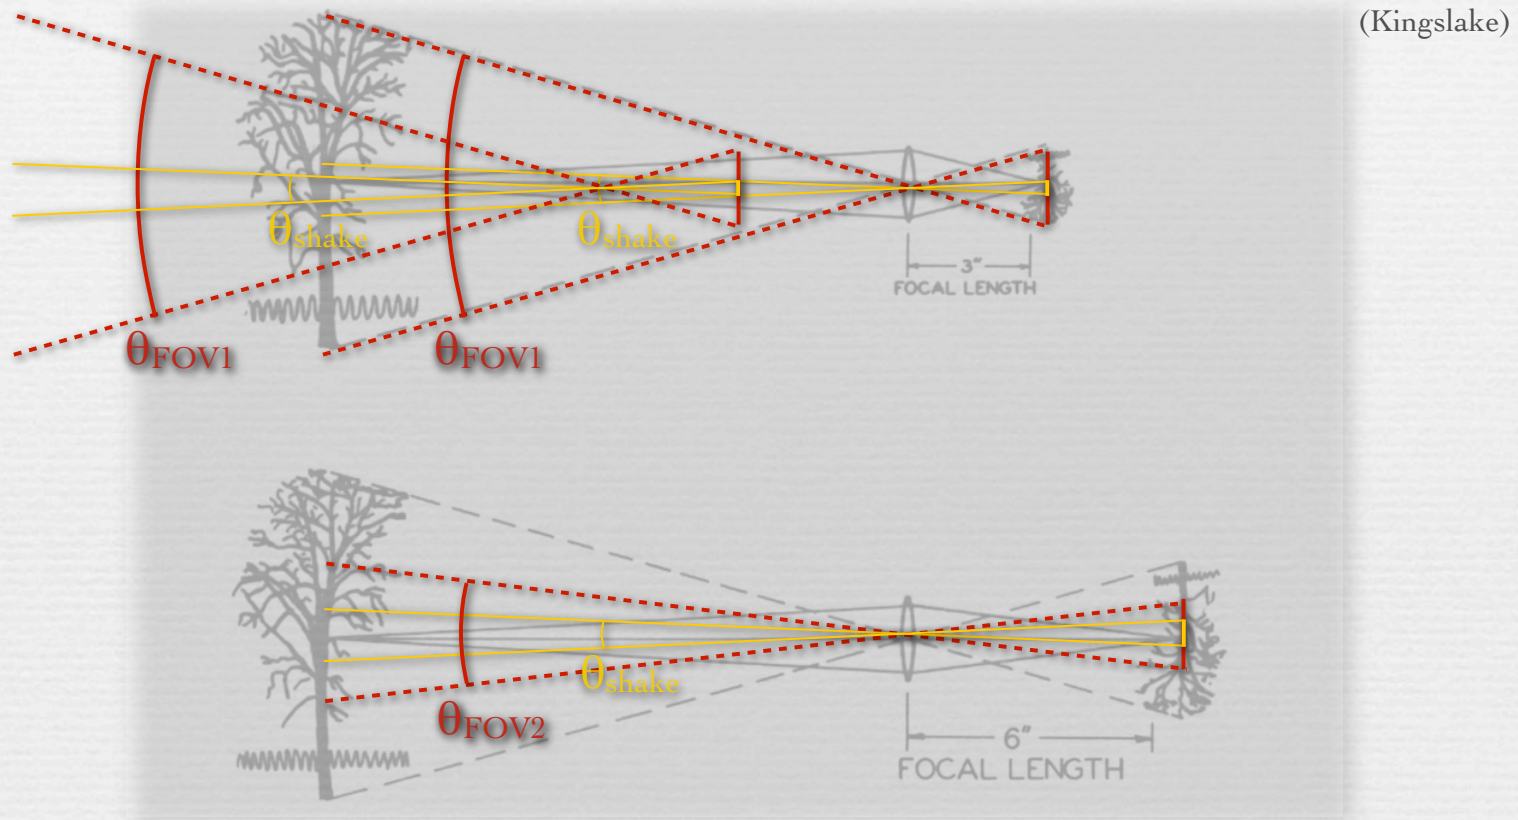 (Kingslake)
θshake
θshake
3"
FOCAL LENGTH
θFOV1
θFOV1
θshake
θFOV2
6"
FOCAL LENGTH